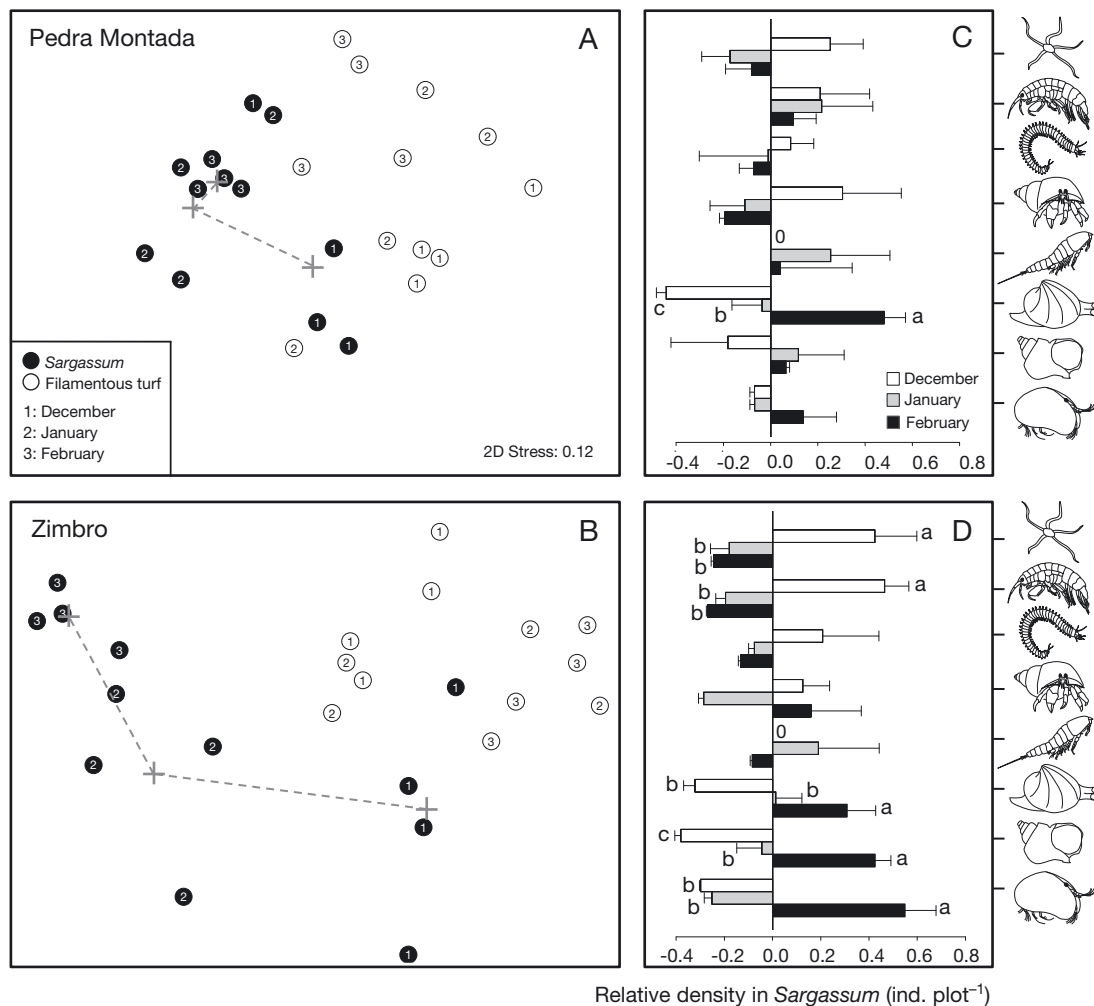 Pedra Montada
A
3
3
2
2
1
2
3
3
3
2
3
3
3
1
2
1
1
2
1
1
2
1
1
2
Sargassum
Filamentous turf
1: December
2: January
3: February
2D Stress: 0.12
C
0
c
b
a
December
January
February
-0.4
-0.2
0.0
0.2
0.4
0.6
0.8
Zimbro
B
1
3
1
3
3
3
2
3
1
3
2
3
1
2
1
3
2
2
3
2
2
1
1
2
1
D
a
b
b
a
b
b
0
b
b
a
c
b
a
b
b
a
-0.4
-0.2
0.0
0.2
0.4
0.6
0.8
Relative density in Sargassum (ind. plot–1)